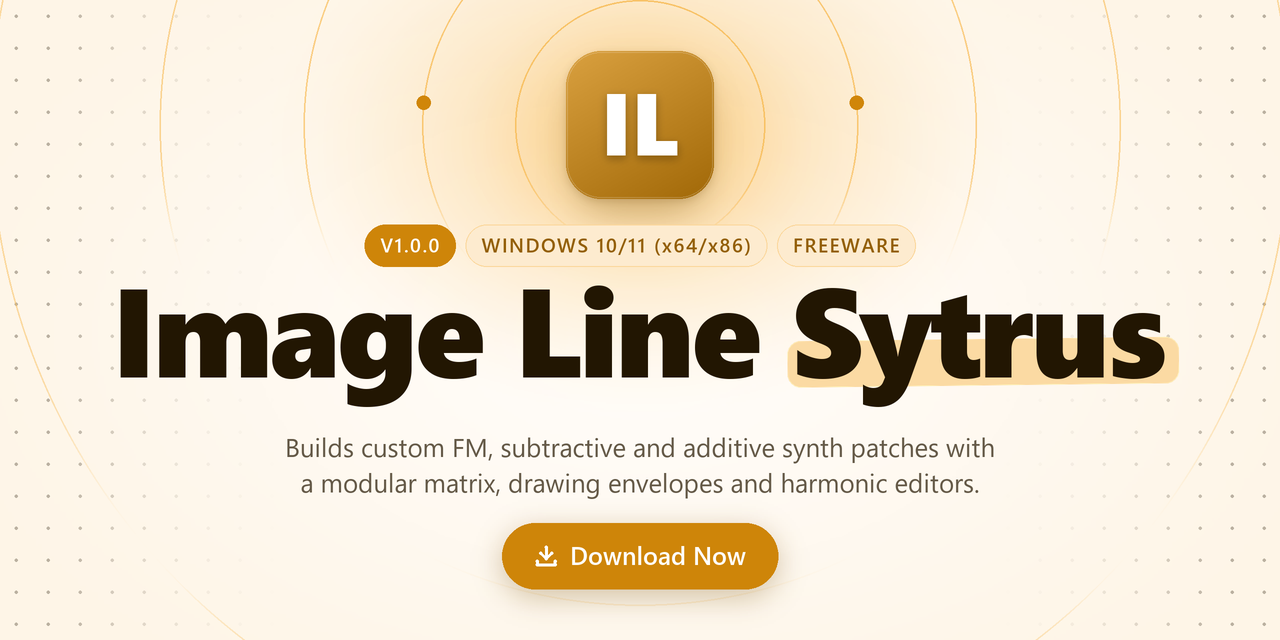 IL
V1.0.0
WINDOWS 10/11 (x64/x86)
FREEWARE
Image Line Sytrus
Builds custom FM, subtractive and additive synth patches with
a modular matrix, drawing envelopes and harmonic editors.
Download Now